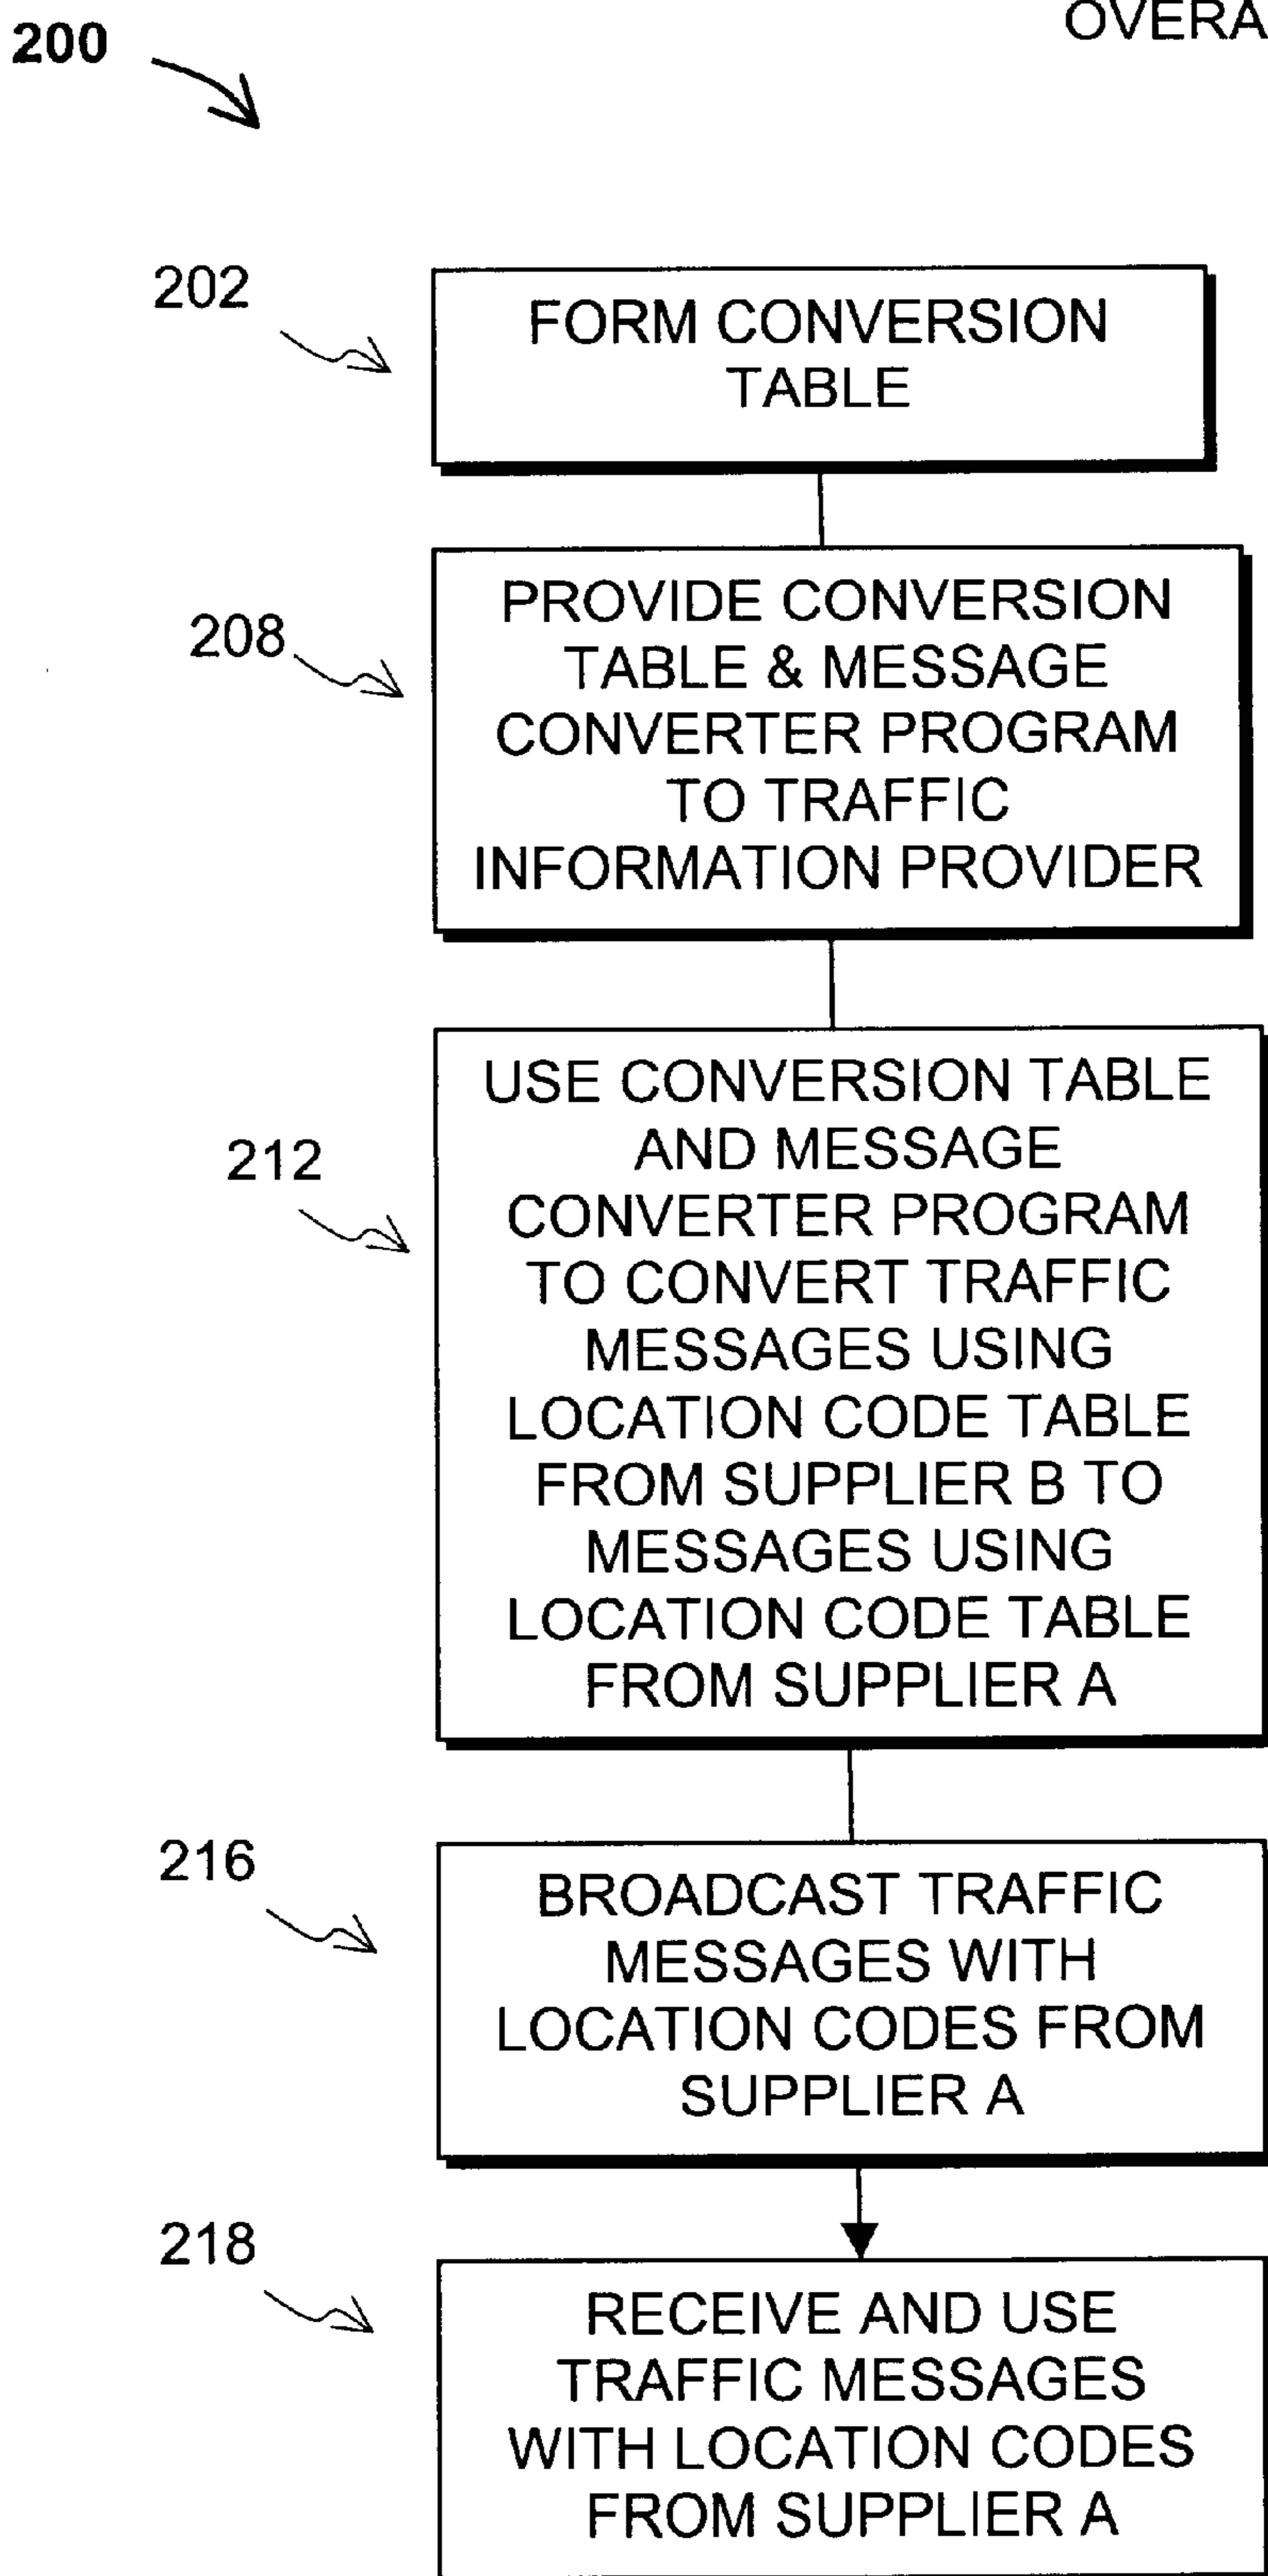 200
OVERA
202
FORM CONVERSION
TABLE
208
PROVIDE CONVERSION
TABLE & MESSAGE
CONVERTER PROGRAM
TO TRAFFIC
INFORMATION PROVIDER
212
USE CONVERSION TABLE
AND MESSAGE
CONVERTER PROGRAM
TO CONVERT TRAFFIC
MESSAGES USING
LOCATION CODE TABLE
FROM SUPPLIER B TO
MESSAGES USING
LOCATION CODE TABLE
FROM SUPPLIER A
216
BROADCAST TRAFFIC
MESSAGES WITH
LOCATION CODES FROM
SUPPLIER A
218
RECEIVE AND USE
TRAFFIC MESSAGES
WITH LOCATION CODES
FROM SUPPLIER A